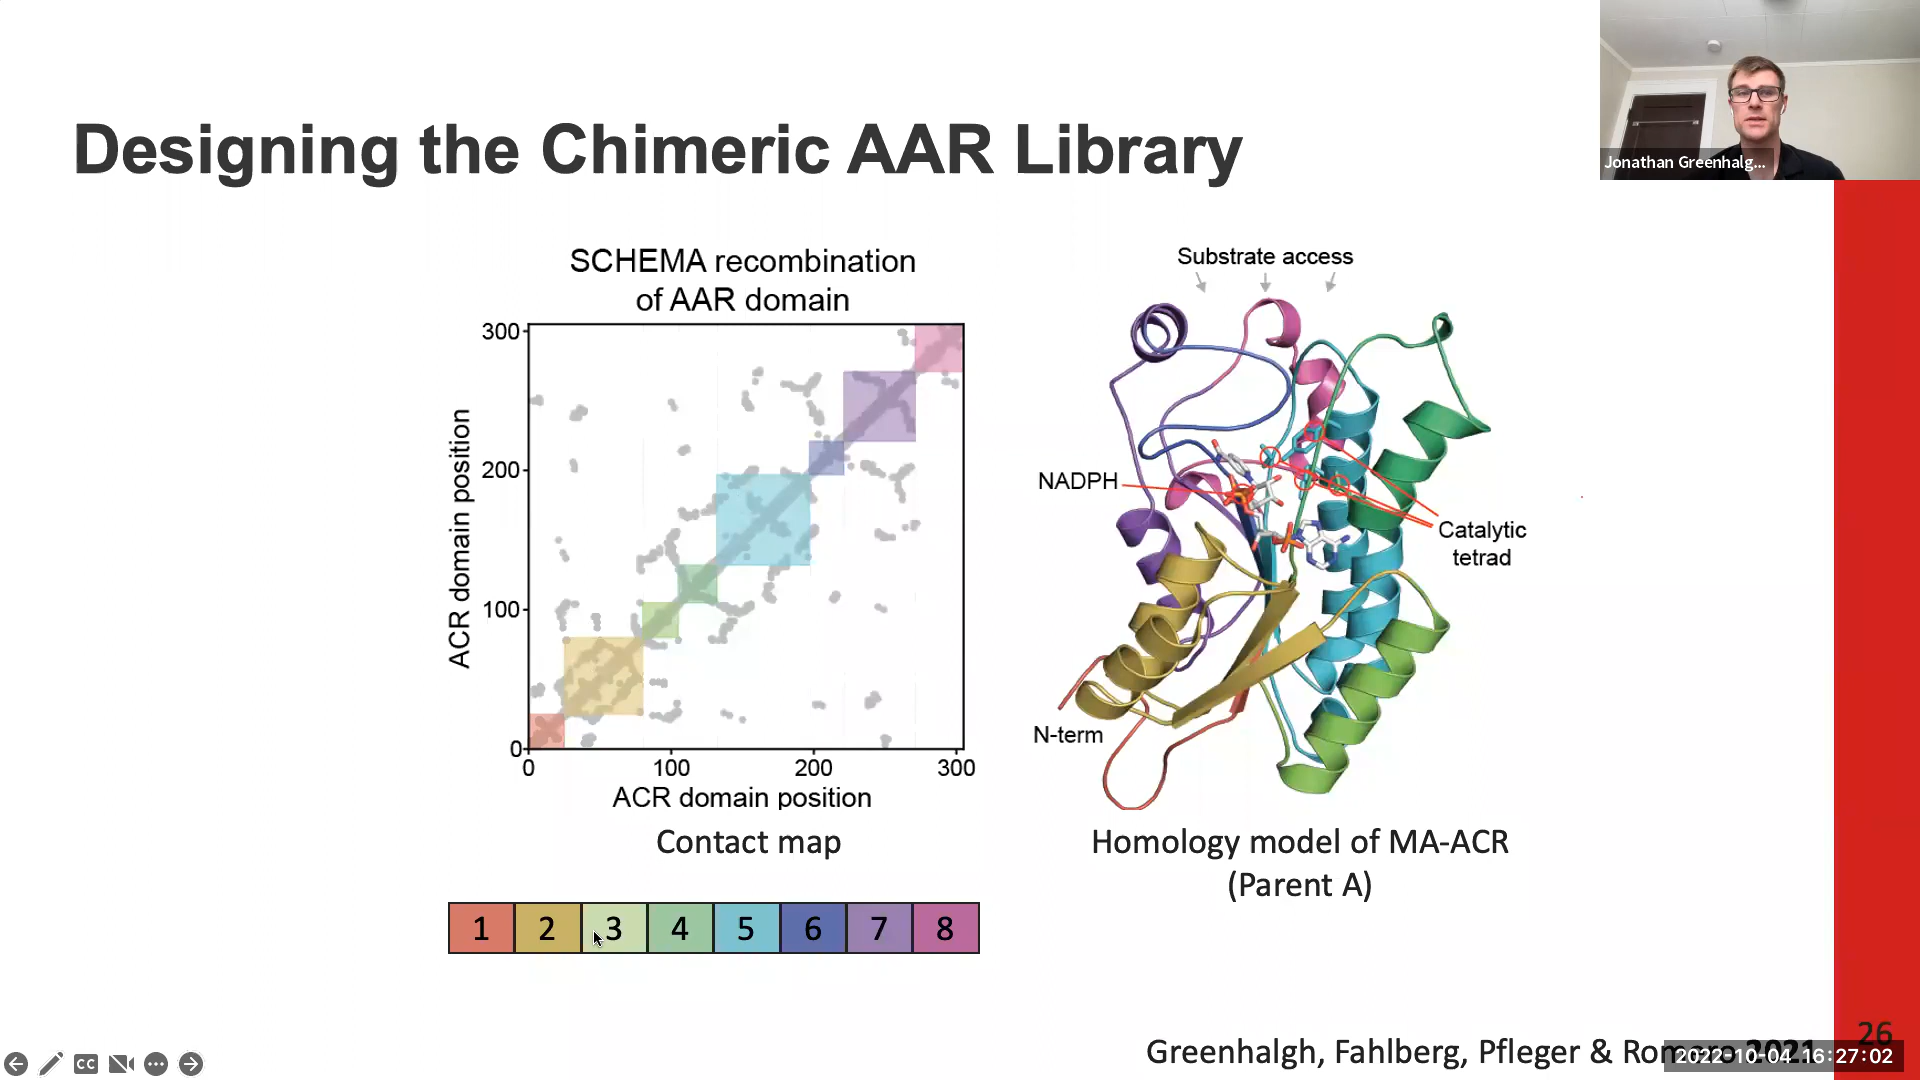 Jonathan Greenhalg...
Designing the Chimeric AAR Library
SCHEMA recombination
of AAR domain
300
200
100
0
ACR domain position
0 100 200 300
ACR domain position
Contact map
1 2 3 4 5 6 7 8
Substrate access
NADPH
Catalytic
tetrad
N-term
Homology model of MA-ACR
(Parent A)
CC
26
Greenhalgh, Fahlberg, Pfleger & Romero 2021
2022-10-04 16:27:02